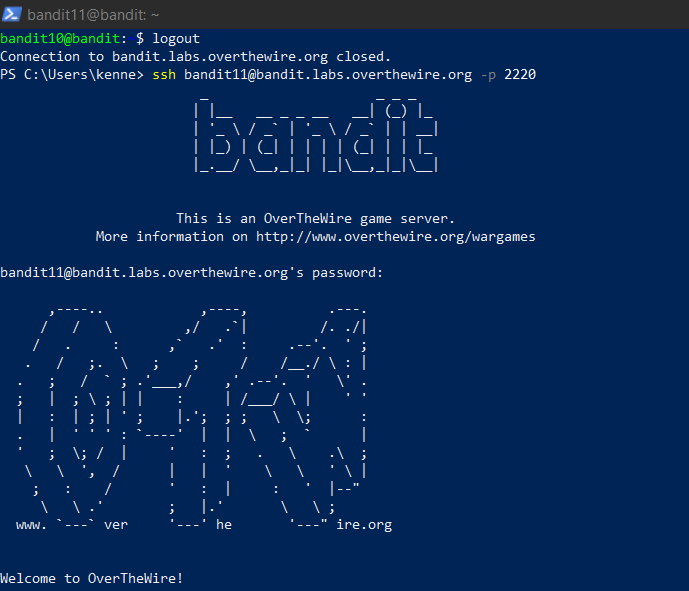 bandit11@bandit: ~
bandit10@bandit: $ logout
Connection to bandit.labs.overthewire.org closed.
PS C:\Users\kenne> ssh bandit11@bandit.labs.overthewire.org -p 2220
bandit
This is an OverTheWire game server.
More information on http://www.overthewire.org/wargames
bandit11@bandit.labs.overthewire.org's password:
www. ver he ire.org
Welcome to OverTheWire!